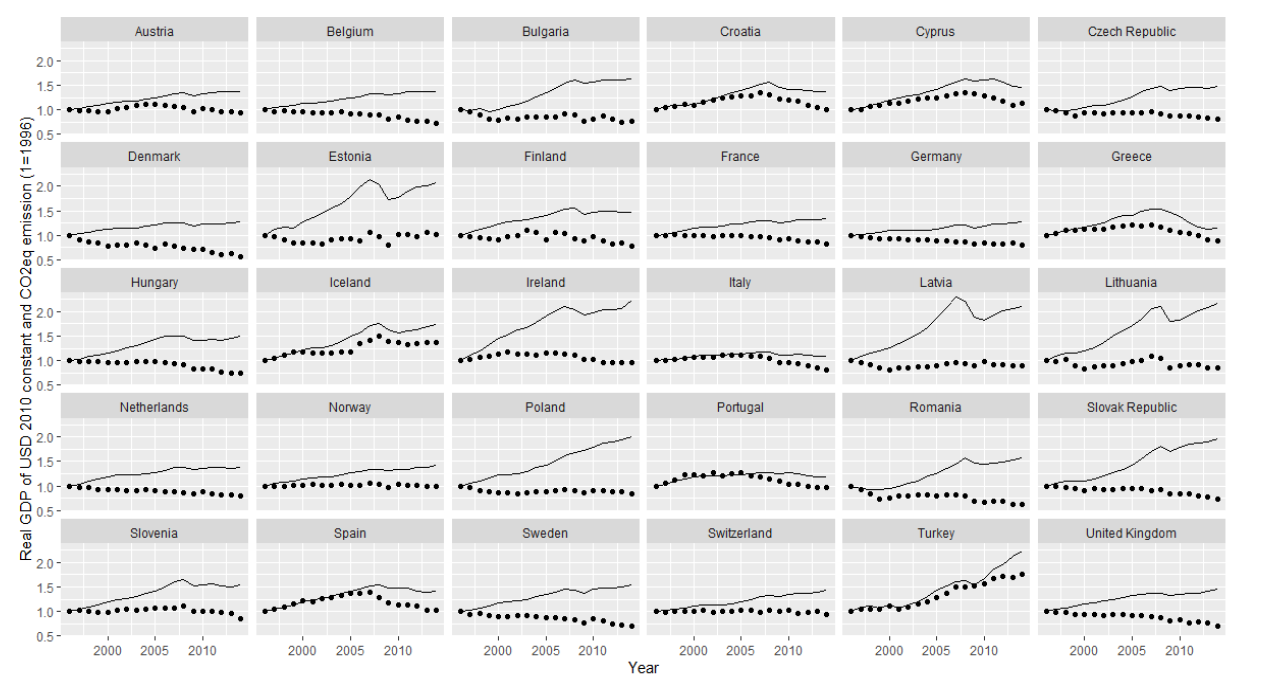 Austria Belgium Bulgaria Croatia Cyprus Czech Republic
2.0
1.5
1.0
0.5
Denmark Estonia Finland France Germany Greece
2.0
1.5
1.0
0.5
Hungary Iceland Ireland Italy Latvia Lithuania
2.0
1.5
1.0
0.5
Netherlands Norway Poland Portugal Romania Slovak Republic
2.0
1.5
1.0
0.5
Slovenia Spain Sweden Switzerland Turkey United Kingdom
2.0
1.5
1.0
0.5
2000 2005 2010 2000 2005 2010 2000 2005 2010 2000 2005 2010 2000 2005 2010 2000 2005 2010
Year
Real GDP of USD 2010 constant and CO2eq emission (1=1996)